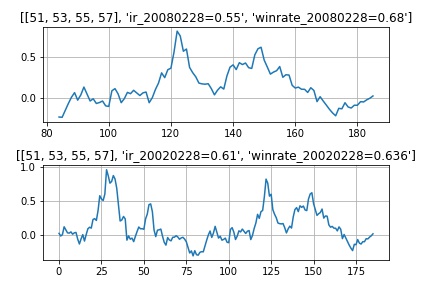 [[51, 53, 55, 57], 'ir_20080228=0.55', 'winrate_20080228=0.68']
0.5
0.0
80 100 120 140 160 180
[[51, 53, 55, 57], 'ir_20020228=0.61', 'winrate_20020228=0.636']
1.0
0.5
0.0
0 25 50 75 100 125 150 175